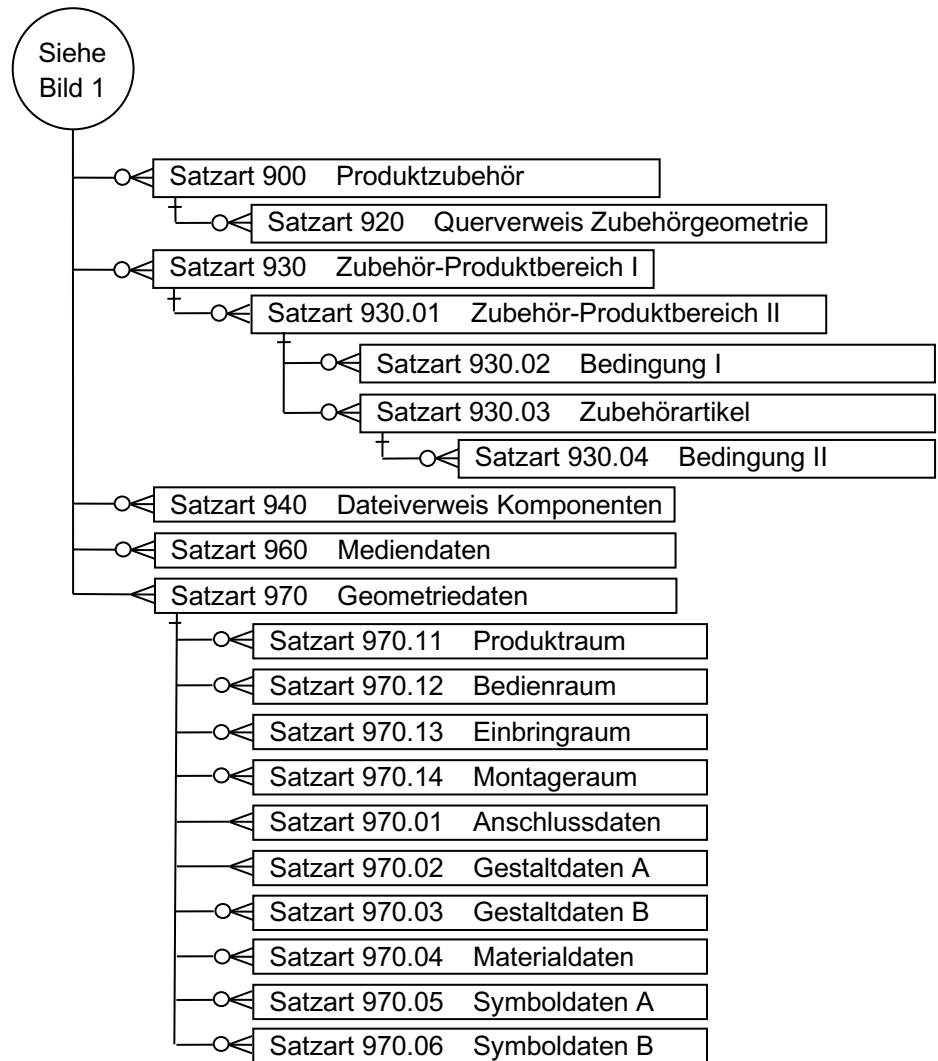 Siehe
Bild 1
Satzart 900 Produktzubehör
Satzart 920 Querverweis Zubehörgeometrie
Satzart 930 Zubehör-Produktbereich I
Satzart 930.01 Zubehör-Produktbereich II
Satzart 930.02 Bedingung I
Satzart 930.03 Zubehörartikel
Satzart 930.04 Bedingung II
Satzart 940 Dateiverweis Komponenten
Satzart 960 Mediendaten
Satzart 970 Geometriedaten
Satzart 970.11 Produktraum
Satzart 970.12 Bedienraum
Satzart 970.13 Einbringraum
Satzart 970.14 Montageraum
Satzart 970.01 Anschlussdaten
Satzart 970.02 Gestaltdaten A
Satzart 970.03 Gestaltdaten B
Satzart 970.04 Materialdaten
Satzart 970.05 Symboldaten A
Satzart 970.06 Symboldaten B